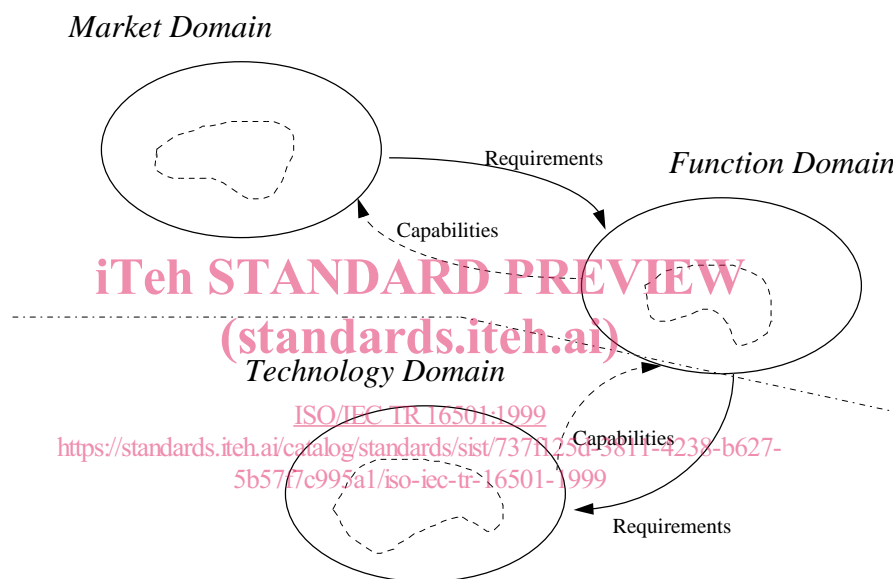 Market Domain
Requirements
Function Domain
Capabilities
iTeh STANDARD PREVIEW
(standards.iteh.ai)
Technology Domain
ISO/IEC TR 16501:1999
Capabilities
https://standards.iteh.ai/catalog/standards/sist/737f125d-3811-4238-b627-
5b57f7c995a1/iso-iec-tr-16501-1999
Requirements